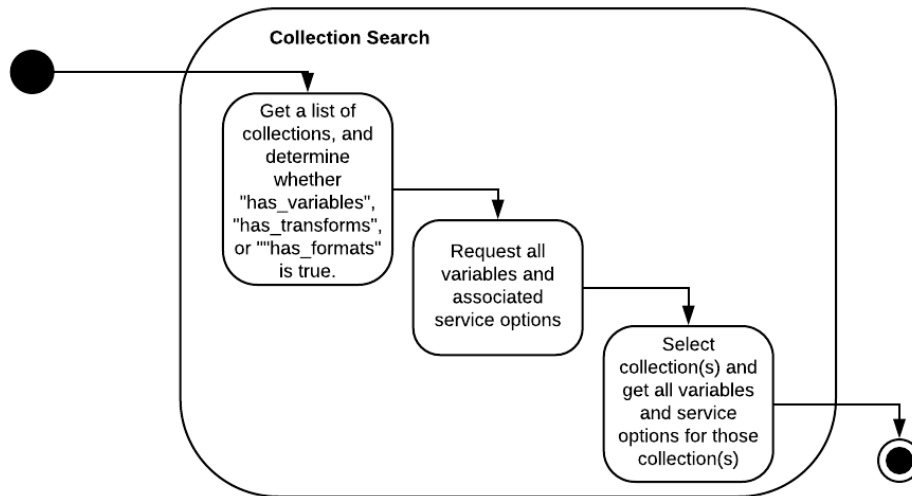 Collection Search
Get a list of
collections, and
determine
whether
"has_variables",
"has_transforms",
or ""has_formats"
is true.
Request all
variables and
associated
service options
Select
collection(s) and
get all variables
and service
options for those
collection(s)